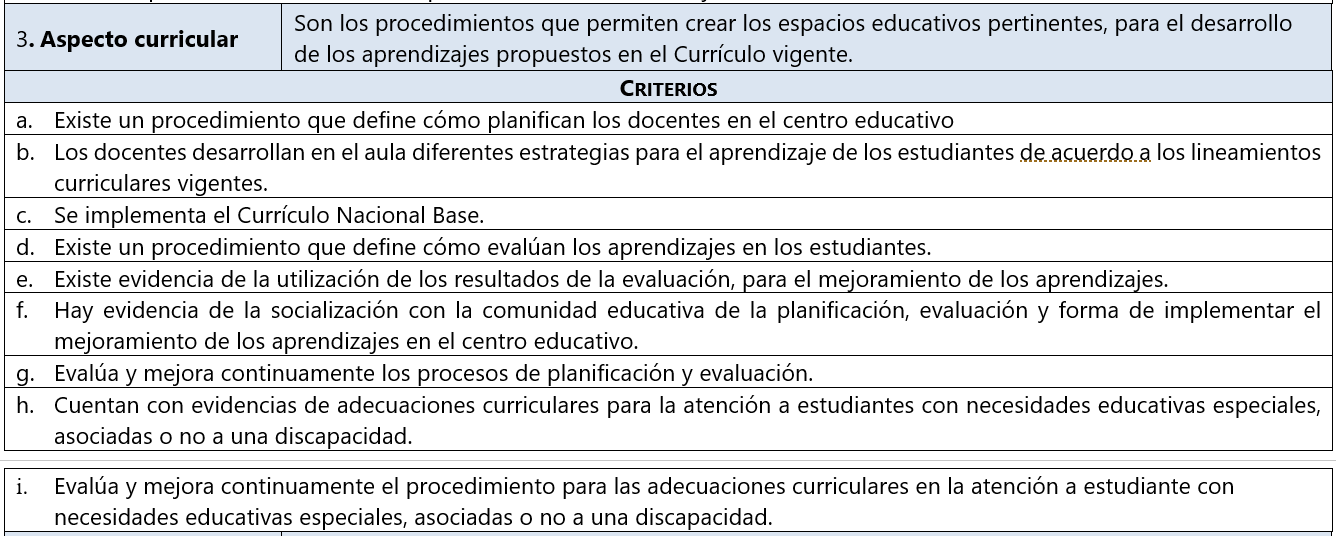 3. Aspecto curricular
Son los procedimientos que permiten crear los espacios educativos pertinentes, para el desarrollo
de los aprendizajes propuestos en el Currículo vigente.
CRITERIOS
a. Existe un procedimiento que define cómo planifican los docentes en el centro educativo
b. Los docentes desarrollan en el aula diferentes estrategias para el aprendizaje de los estudiantes de acuerdo a los lineamientos
curriculares vigentes.
c. Se implementa el Currículo Nacional Base.
d. Existe un procedimiento que define cómo evalúan los aprendizajes en los estudiantes.
e. Existe evidencia de la utilización de los resultados de la evaluación, para el mejoramiento de los aprendizajes.
f. Hay evidencia de la socialización con la comunidad educativa de la planificación, evaluación y forma de implementar el
mejoramiento de los aprendizajes en el centro educativo.
g. Evalúa y mejora continuamente los procesos de planificación y evaluación.
h. Cuentan con evidencias de adecuaciones curriculares para la atención a estudiantes con necesidades educativas especiales,
asociadas o no a una discapacidad.
i. Evalúa y mejora continuamente el procedimiento para las adecuaciones curriculares en la atención a estudiante con
necesidades educativas especiales, asociadas o no a una discapacidad.